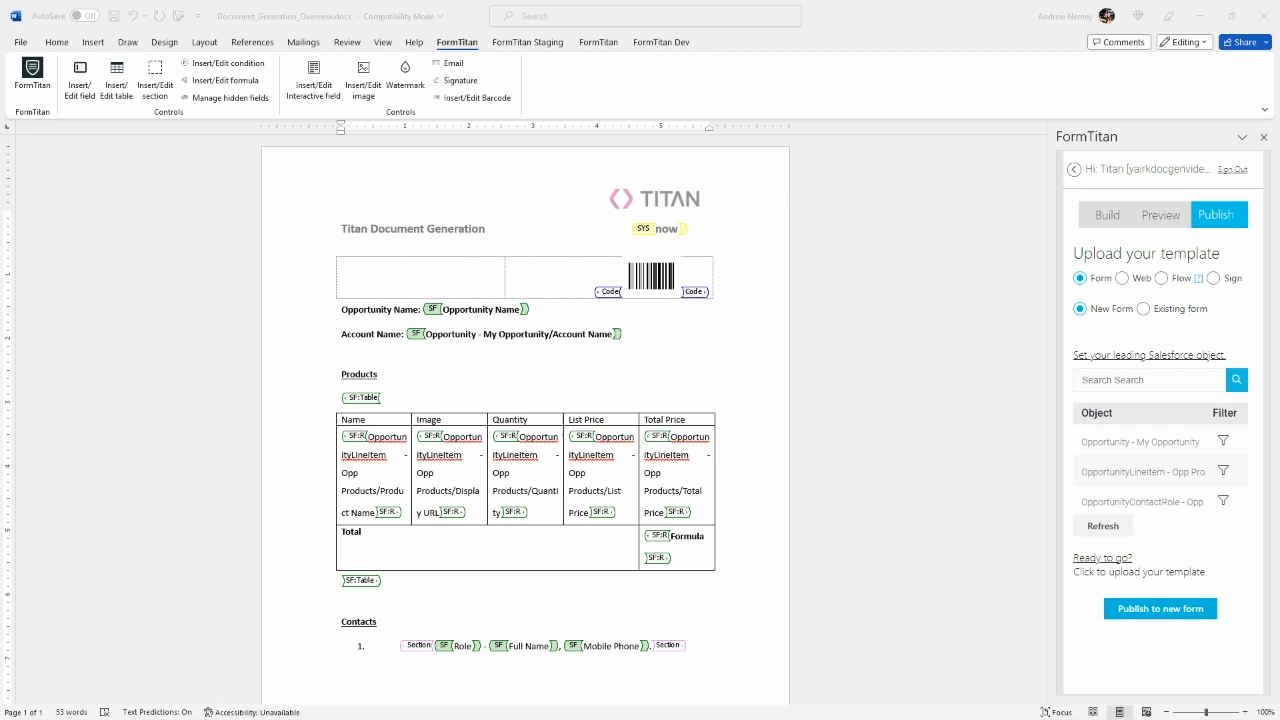 AutoSave Off Document_Generation_Overview.docx - Compatibility Mode Search Andrew Nerney
File Home Insert Draw Design Layout References Mailings Review View Help FormTitan FormTitan Staging FormTitan FormTitan Dev Comments Editing Share
FormTitan
Insert/ Edit field
Insert/ Edit table
Insert/Edit section
Insert/Edit condition
Insert/Edit formula
Manage hidden fields
Insert/Edit Interactive field
Insert/Edit image
Watermark
Email
Signature
Insert/Edit Barcode
FormTitan Controls Controls
1 2 3 4 5
TITAN
Titan Document Generation SYS now
Code Code
Opportunity Name: SF Opportunity Name
Account Name: SF Opportunity - My Opportunity/Account Name
Products
SF:Table
Name Image Quantity List Price Total Price
SF:R Opportun SF:R Opportun SF:R Opportun SF:R Opportun SF:R Opportun
ityLineItem - ityLineItem - ityLineItem - ityLineItem - ityLineItem -
Opp Opp Opp Opp Opp
Products/Produ Products/Displa Products/Quanti Products/List Products/Total
ct Name SF:R y URL SF:R ty SF:R Price SF:R Price SF:R
Total SF:R Formula
SF:R
SF:Table
Contacts
1. Section SF Role - SF Full Name, SF Mobile Phone. Section
FormTitan
Hi: Titan [yairkdocgenvide... Sign Out
Build Preview Publish
Upload your template
Form Web Flow [?] Sign
New Form Existing form
Set your leading Salesforce object.
Search Search
Object Filter
Opportunity - My Opportunity
OpportunityLineItem - Opp Pro
OpportunityContactRole - Opp
Refresh
Ready to go?
Click to upload your template.
Publish to new form
Page 1 of 1 53 words Text Predictions: On Accessibility: Unavailable Focus 100%